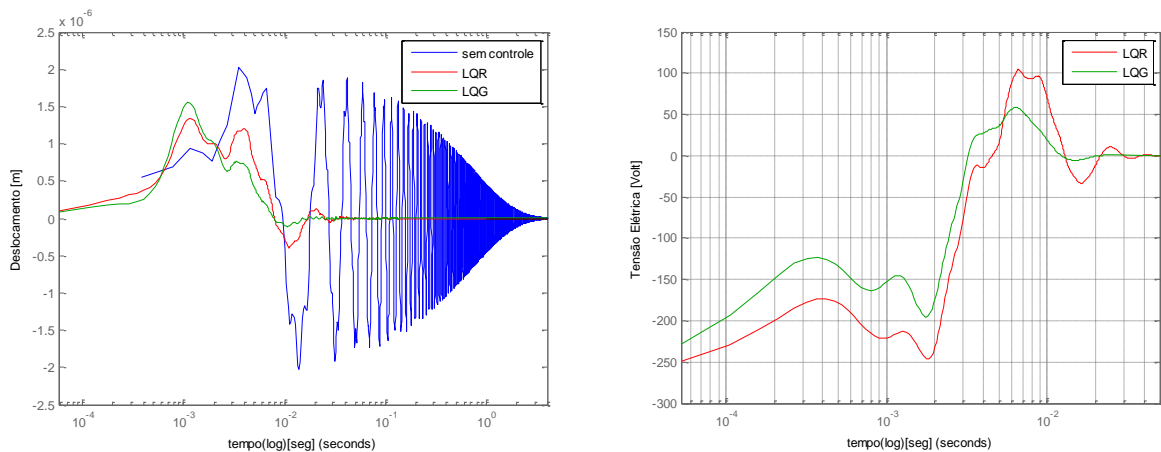 x 10-6
2.5
2
1.5
1
0.5
0
-0.5
-1
-1.5
-2
-2.5
10-4
10-3
10-2
10-1
100
Deslocamento [m]
tempo(log)[seg] (seconds)
sem controle
LQR
LQG
150
100
50
0
-50
-100
-150
-200
-250
-300
10-4
10-3
10-2
Tensão Elétrica [Volt]
tempo(log)[seg] (seconds)
LQR
LQG